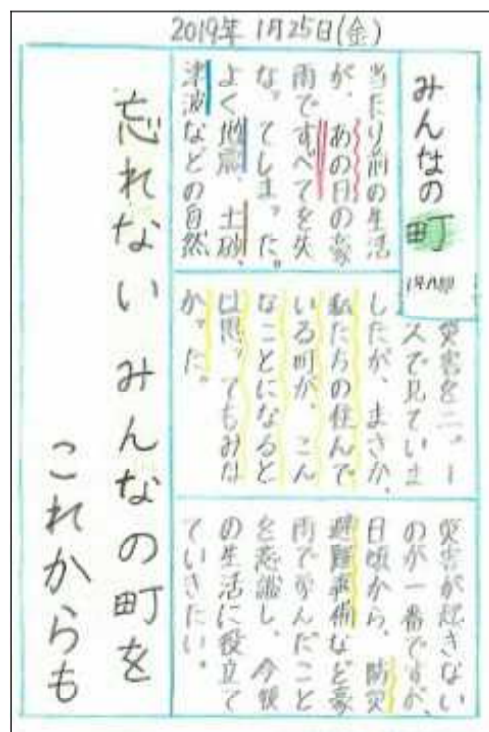 2019年 1月25日(金)
みんなの町
当たり前の生活
が、あの日の豪
雨ですべてを失
なってしまった。
よく地震、土砂、
津波などの自然
災害をニュー
スで見ていま
したが、まさか、
私たちの住んで
いる町が、こん
なことになると
は思ってもみな
かった。
災害が起きない
のが一番ですが、
日頃から、防災
避難準備など豪
雨で学んだこと
を意識し、今後
の生活に役立て
ていきたい。
忘れない みんなの町を
これからも